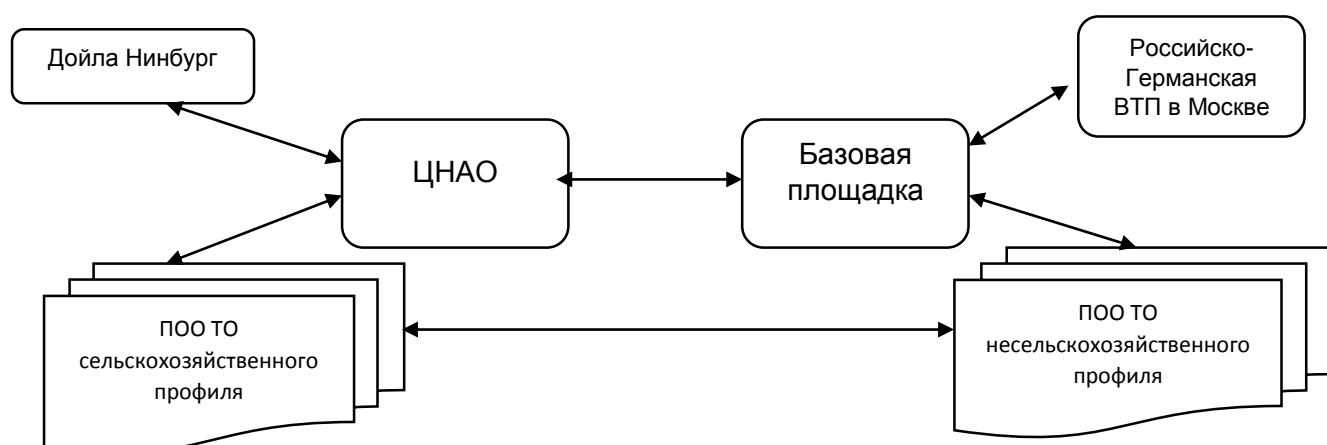 Дойла Нинбург
Российско-
Германская
ВТП в Москве
ЦНАО
Базовая
площадка
ПОО ТО
сельскохозяйственного
профиля
ПОО ТО
несельскохозяйственного
профиля